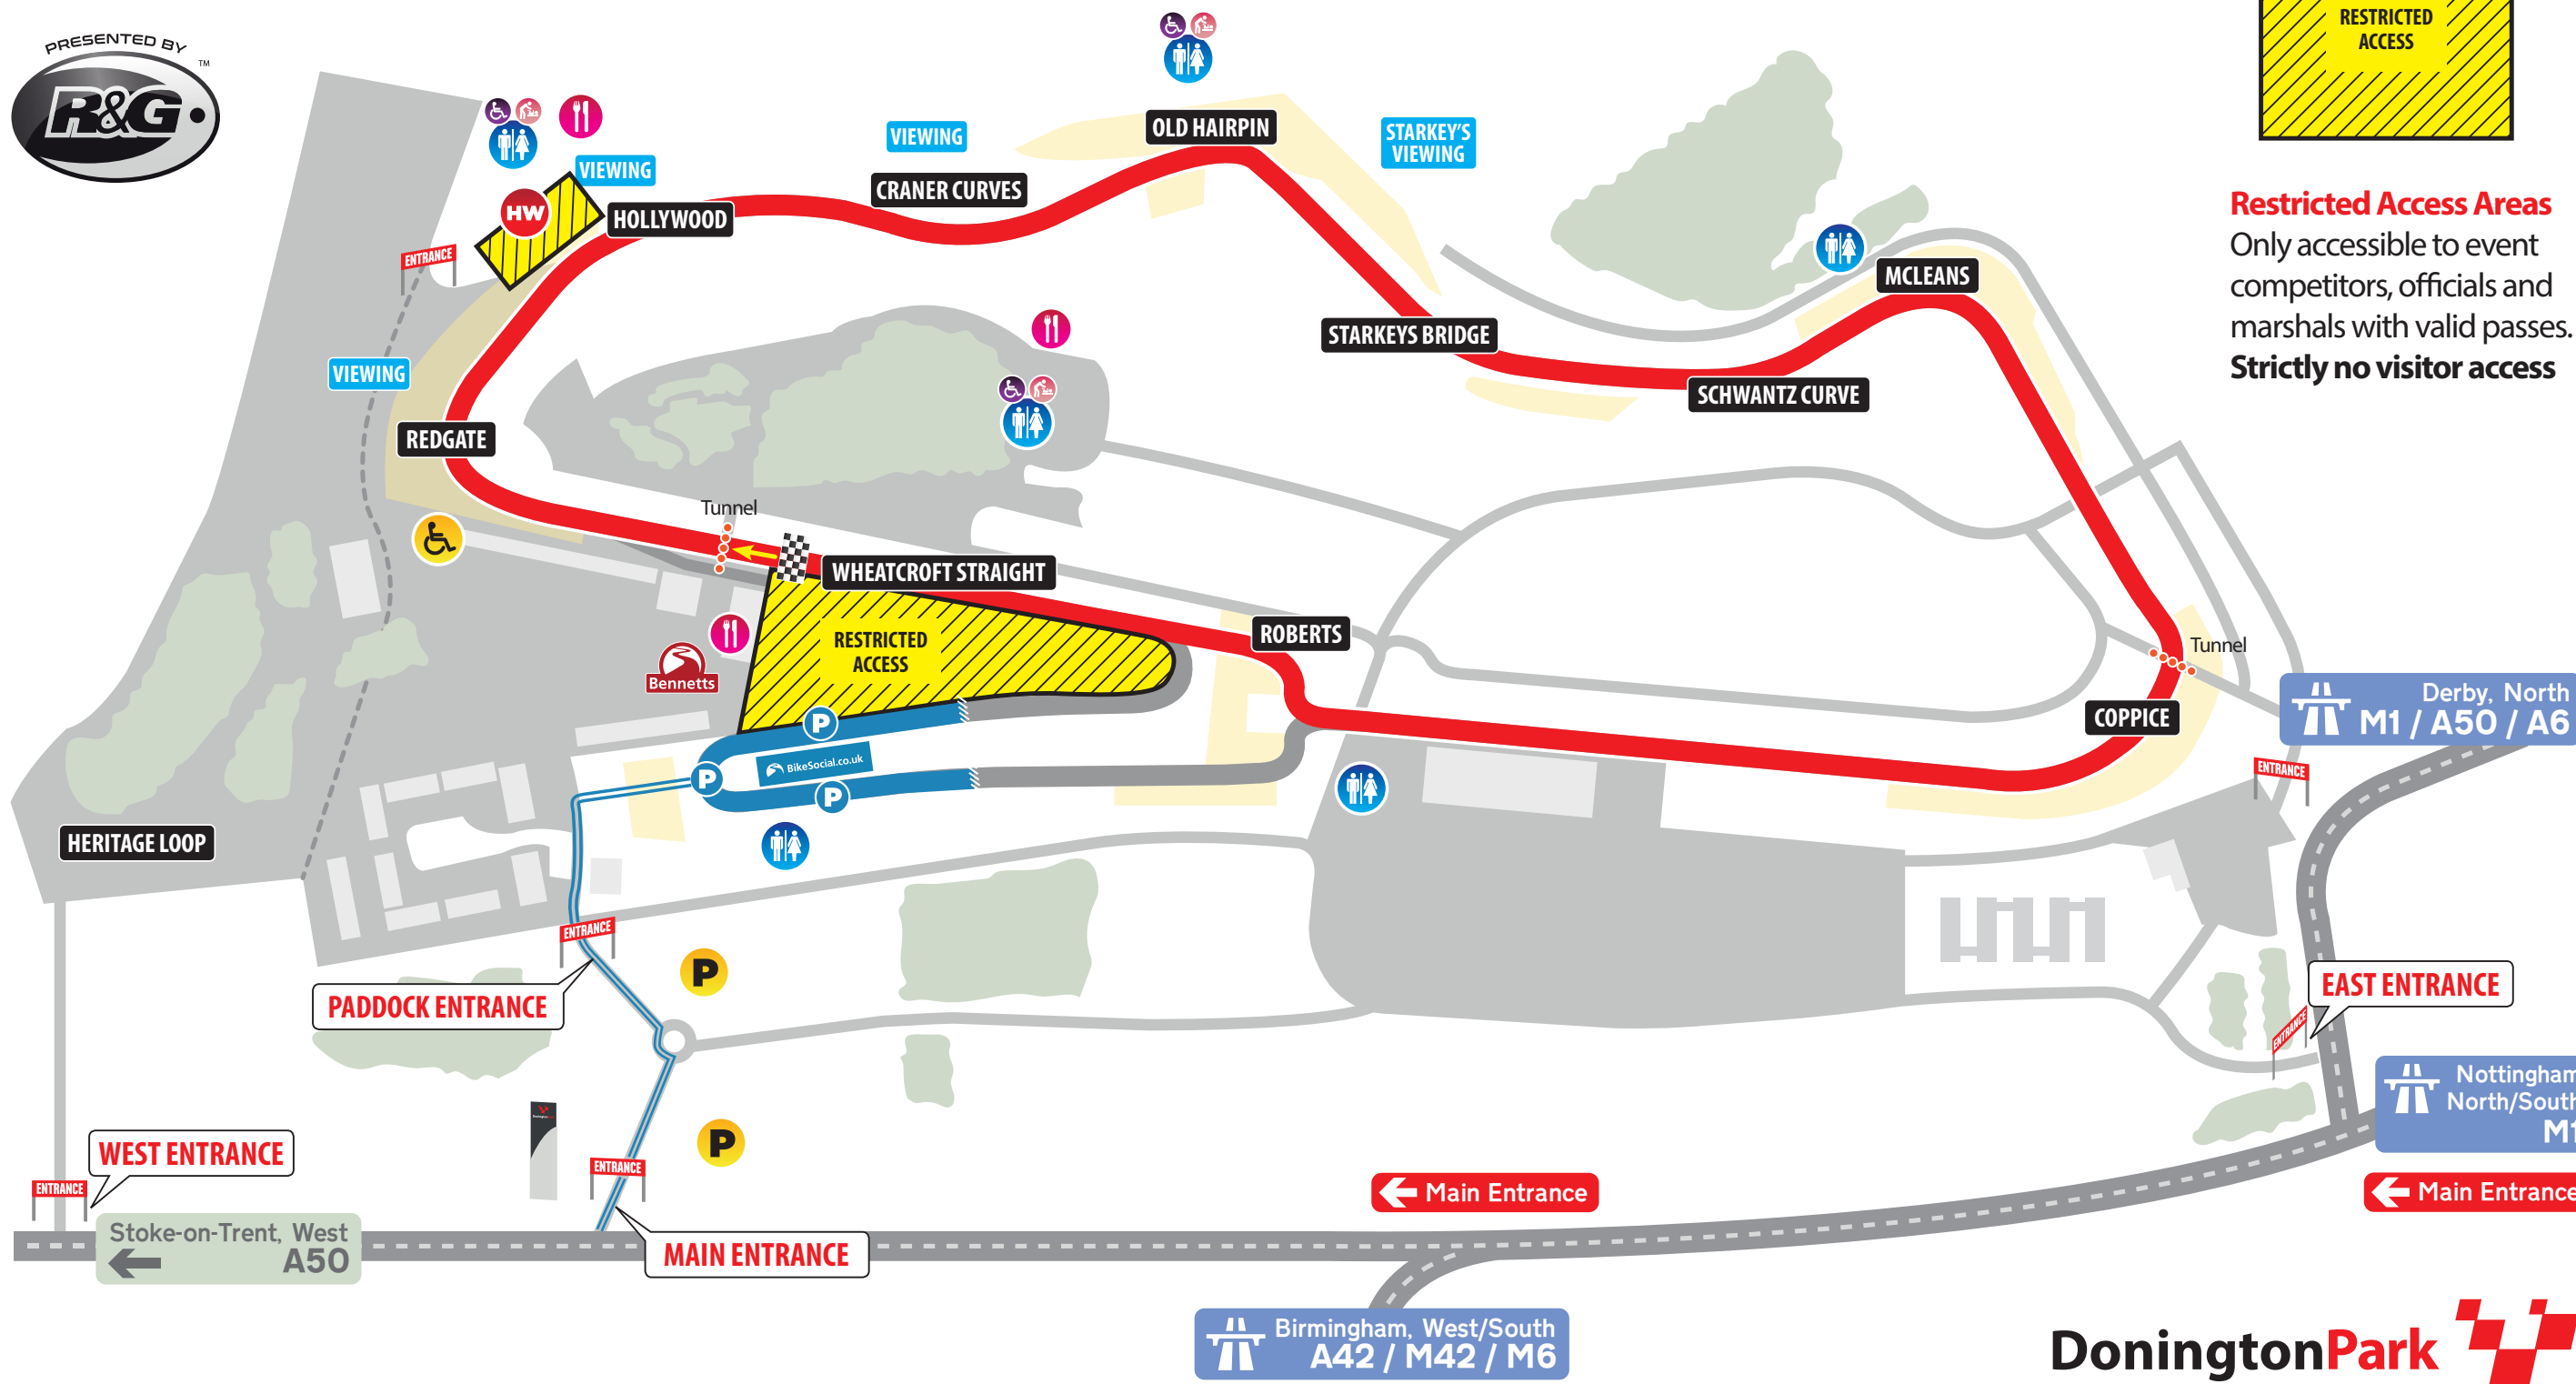 PRESENTED BY
R&G
TM
RESTRICTED
ACCESS
Restricted Access Areas
Only accessible to event
competitors, officials and
marshals with valid passes.
Strictly no visitor access
OLD HAIRPIN
VIEWING
STARKEY'S
VIEWING
VIEWING
CRANER CURVES
HW
HOLLYWOOD
ENTRANCE
MCLEANS
STARKEYS BRIDGE
VIEWING
SCHWANTZ CURVE
REDGATE
Tunnel
WHEATCROFT STRAIGHT
RESTRICTED
ACCESS
ROBERTS
Tunnel
Bennetts
COPPICE
Derby, North
M1 / A50 / A6
P
BikeSocial.co.uk
P
P
ENTRANCE
HERITAGE LOOP
ENTRANCE
P
PADDOCK ENTRANCE
EAST ENTRANCE
ENTRANCE
Nottingham
North/South
M1
P
WEST ENTRANCE
ENTRANCE
ENTRANCE
Main Entrance
Main Entrance
Stoke-on-Trent, West
A50
MAIN ENTRANCE
Birmingham, West/South
A42 / M42 / M6
DoningtonPark